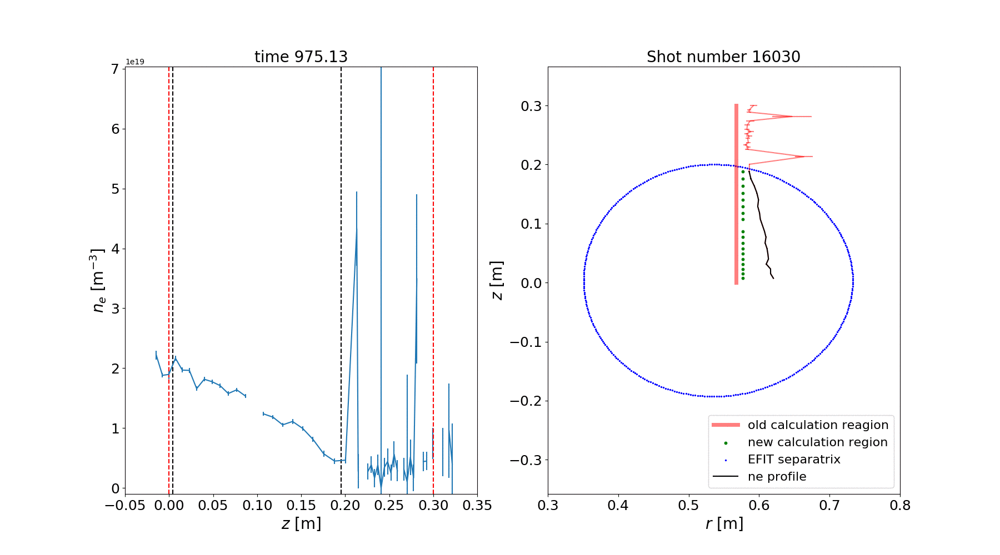 time 975.13
1e19
7
6
5
4
3
2
1
0
n_e [m⁻³]
−0.05 0.00 0.05 0.10 0.15 0.20 0.25 0.30 0.35
z [m]
Shot number 16030
0.3
0.2
0.1
0.0
−0.1
−0.2
−0.3
z [m]
old calculation reagion
new calculation region
EFIT separatrix
ne profile
0.3 0.4 0.5 0.6 0.7 0.8
r [m]